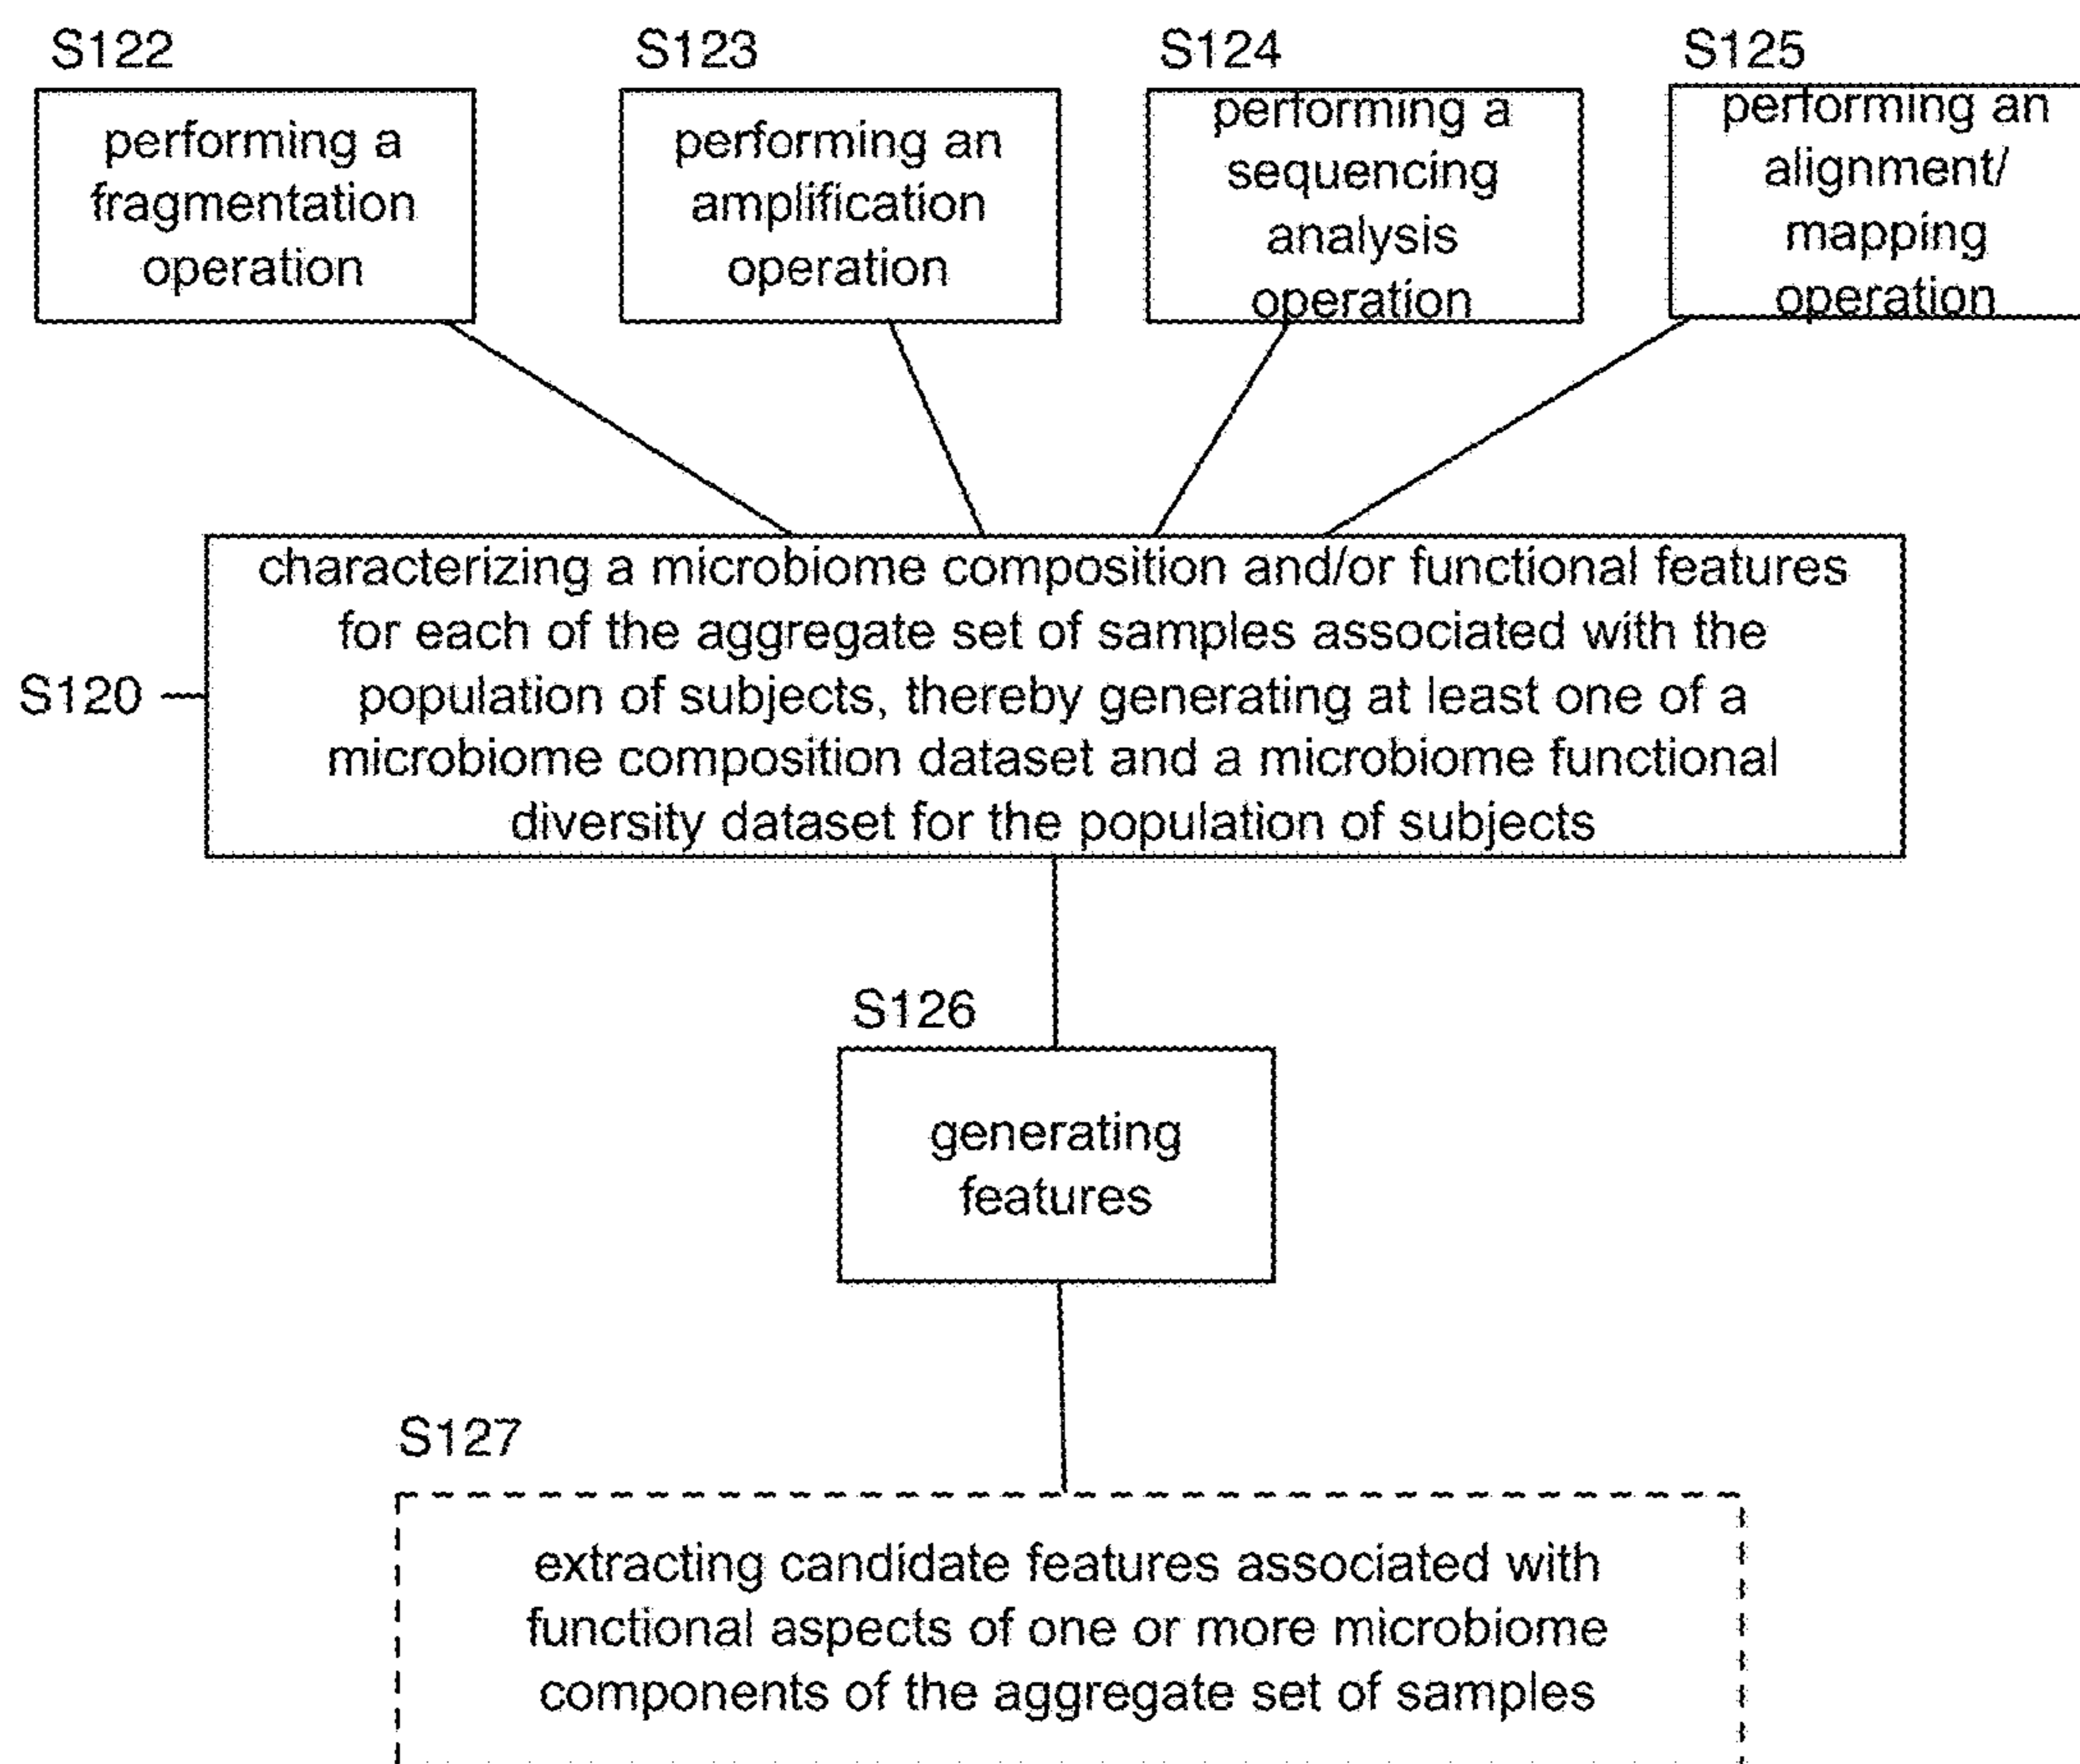 S122
performing a
fragmentation
operation
S123
performing an
amplification
operation
S124
performing a
sequencing
analysis
operation
S125
performing an
alignment/
mapping
operation
S120
characterizing a microbiome composition and/or functional features
for each of the aggregate set of samples associated with the
population of subjects, thereby generating at least one of a
microbiome composition dataset and a microbiome functional
diversity dataset for the population of subjects
S126
generating
features
S127
extracting candidate features associated with
functional aspects of one or more microbiome
components of the aggregate set of samples